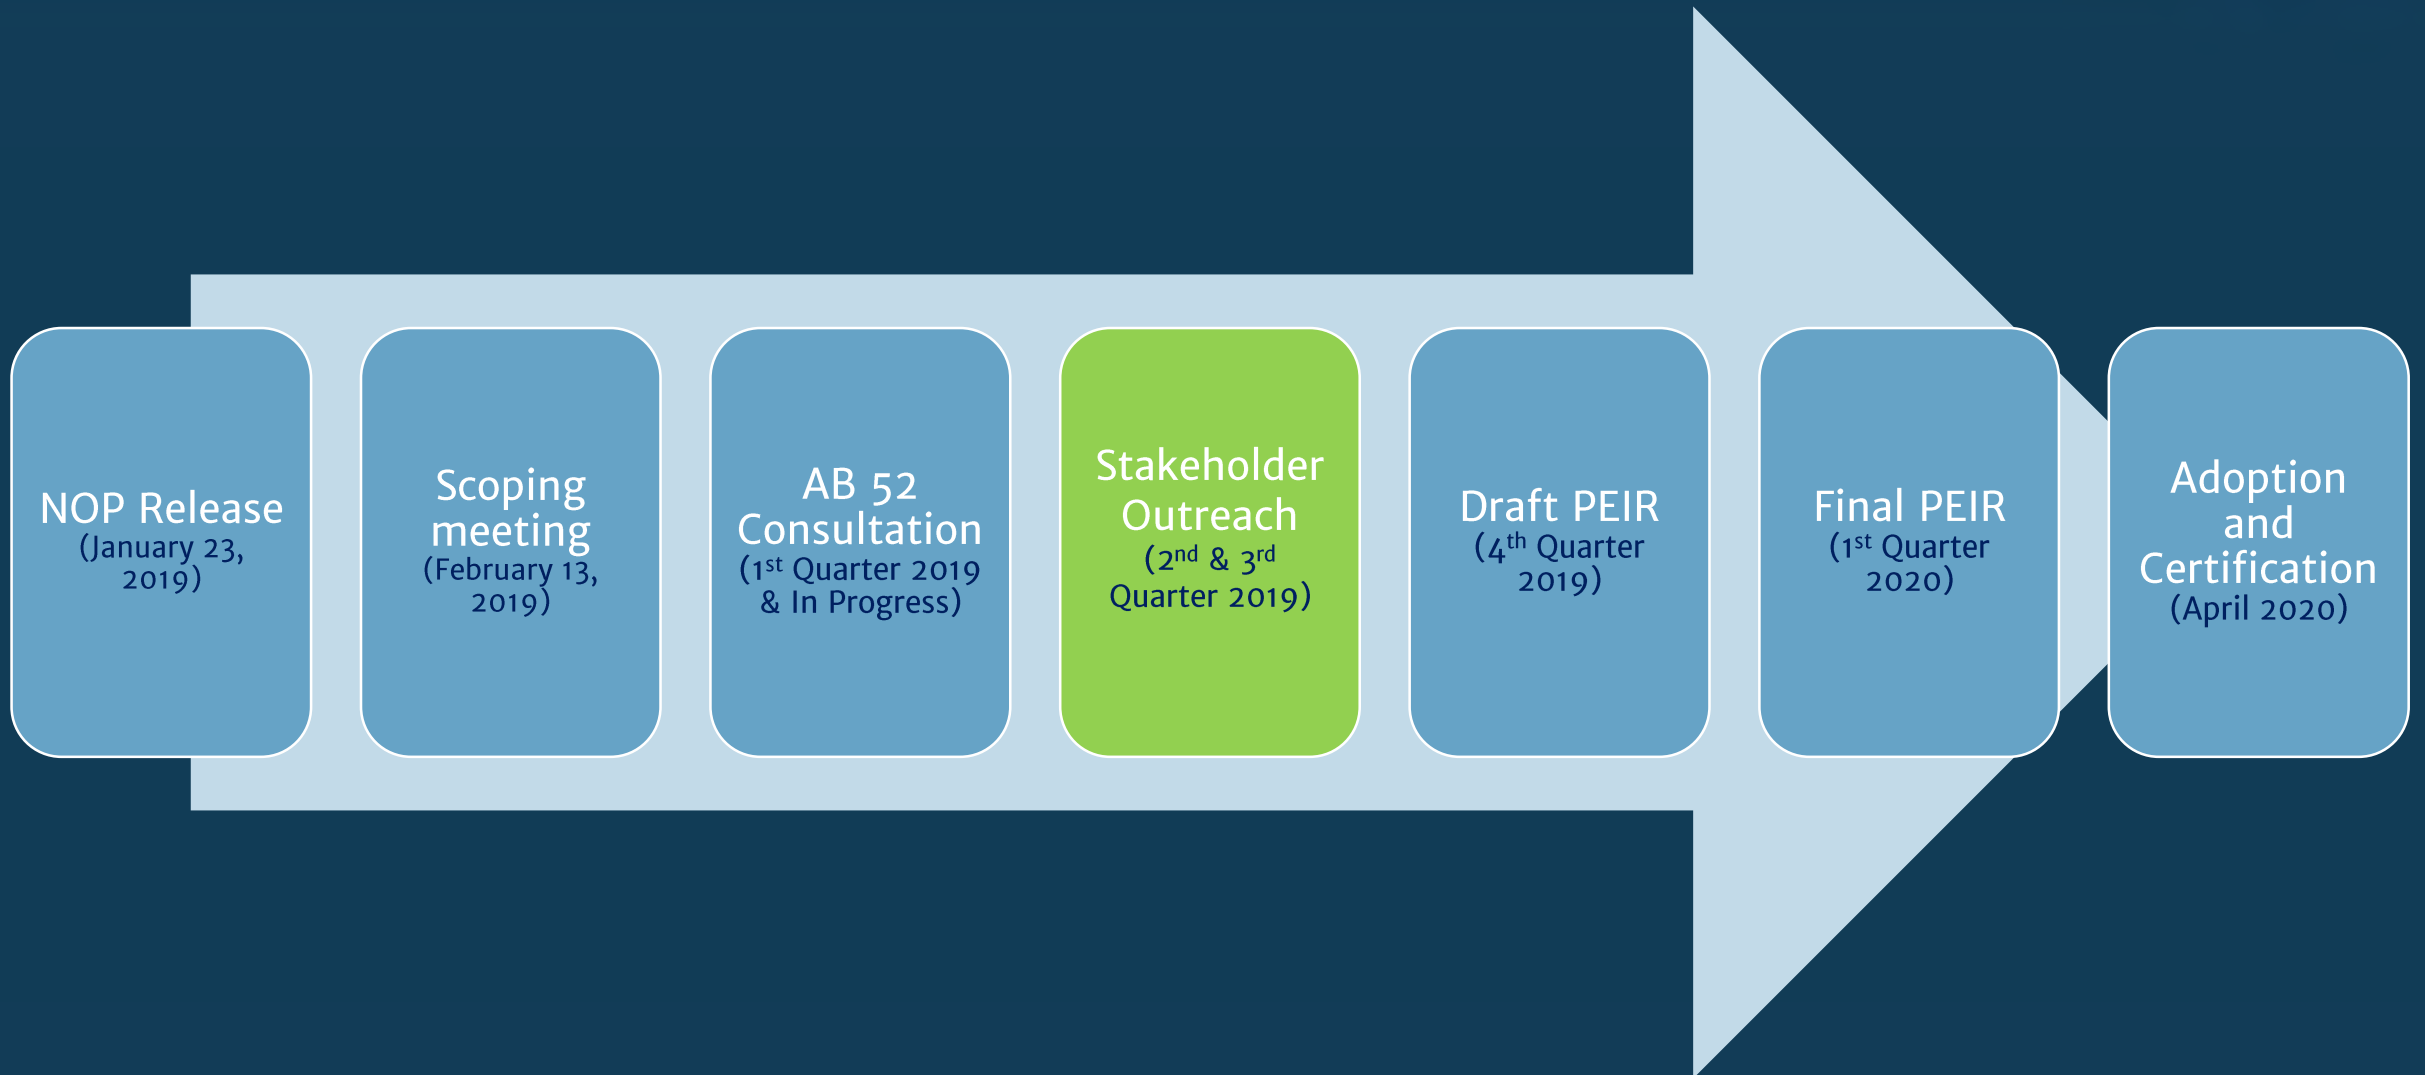 NOP Release
(January 23,
2019)
Scoping
meeting
(February 13,
2019)
AB 52
Consultation
(1st Quarter 2019
& In Progress)
Stakeholder
Outreach
(2nd & 3rd
Quarter 2019)
Draft PEIR
(4th Quarter
2019)
Final PEIR
(1st Quarter
2020)
Adoption
and
Certification
(April 2020)